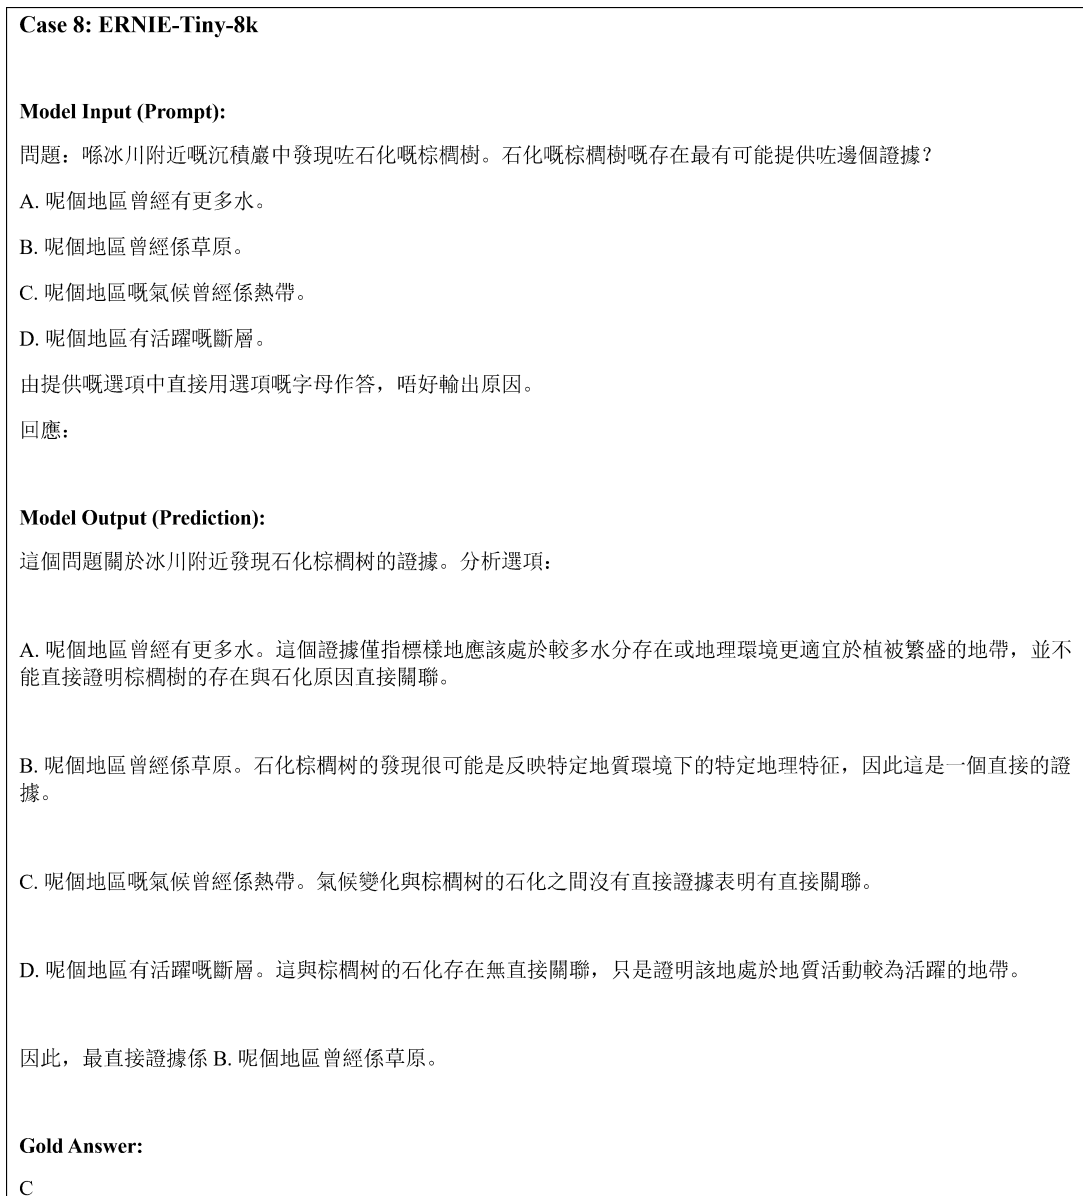 Case 8: ERNIE-Tiny-8k
Model Input (Prompt):
問題：喺冰川附近嘅沉積巖中發現咗石化嘅棕櫚樹。石化嘅棕櫚樹嘅存在最有可能提供咗邊個證據？
A. 呢個地區曾經有更多水。
B. 呢個地區曾經係草原。
C. 呢個地區嘅氣候曾經係熱帶。
D. 呢個地區有活躍嘅斷層。
由提供嘅選項中直接用選項嘅字母作答，唔好輸出原因。
回應：
Model Output (Prediction):
這個問題關於冰川附近發現石化棕櫚树的證據。分析選項：
A. 呢個地區曾經有更多水。這個證據僅指標樣地應該處於較多水分存在或地理環境更適宜於植被繁盛的地帶，並不
能直接證明棕櫚樹的存在與石化原因直接關聯。
B. 呢個地區曾經係草原。石化棕櫚树的發現很可能是反映特定地質環境下的特定地理特征，因此這是一個直接的證
據。
C. 呢個地區嘅氣候曾經係熱帶。氣候變化與棕櫚树的石化之間沒有直接證據表明有直接關聯。
D. 呢個地區有活躍嘅斷層。這與棕櫚树的石化存在無直接關聯，只是證明該地處於地質活動較為活躍的地帶。
因此，最直接證據係 B. 呢個地區曾經係草原。
Gold Answer:
C